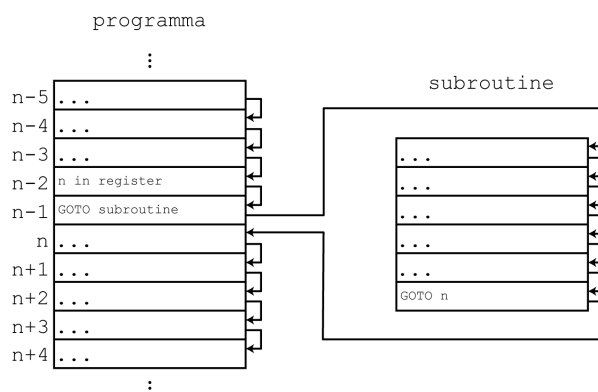 programma
⋮
n-5 ...
n-4 ...
n-3 ...
n-2 n in register
n-1 GOTO subroutine
n ...
n+1 ...
n+2 ...
n+3 ...
n+4 ...
⋮
subroutine
...
...
...
...
...
GOTO n